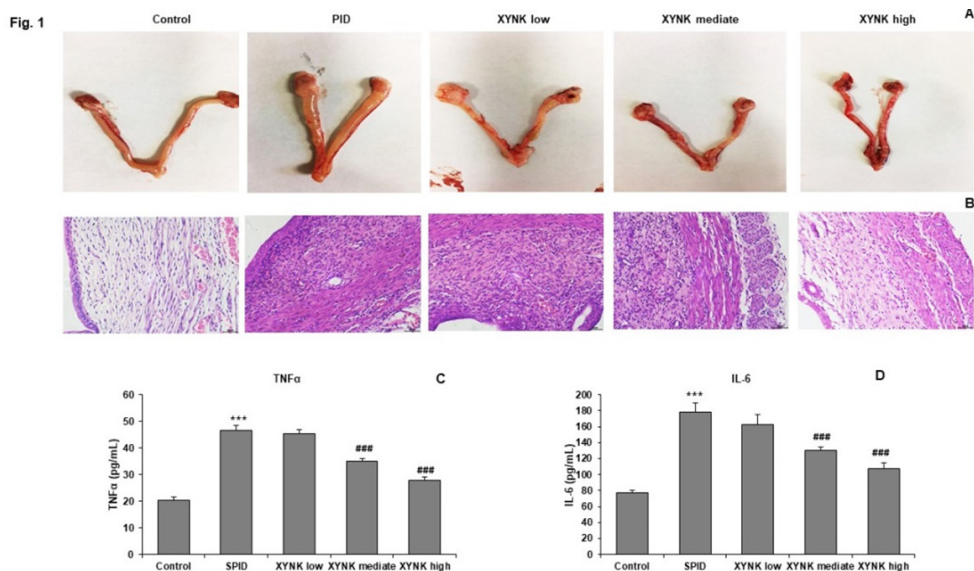 Fig. 1
Control PID XYNK low XYNK mediate XYNK high A
B
TNFα C
60
50
40
30
20
10
0
TNFα (pg/mL)
***
###
###
Control SPID XYNK low XYNK mediate XYNK high
IL-6 D
200
180
160
140
120
100
80
60
40
20
0
IL-6 (pg/mL)
***
###
###
Control SPID XYNK low XYNK mediate XYNK high